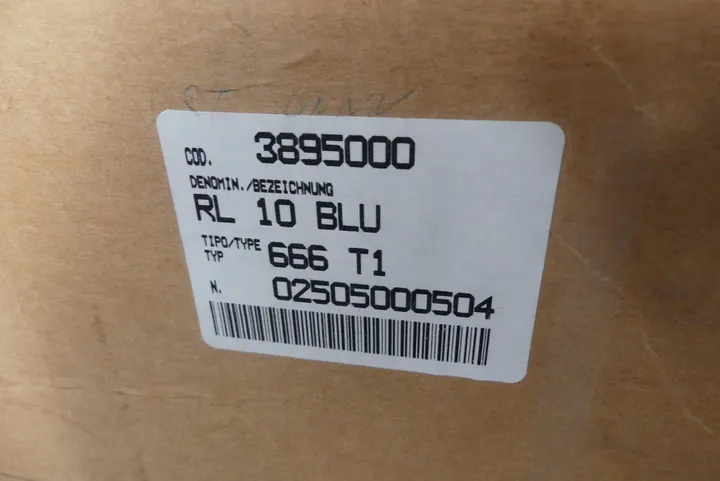 COD. 3895000
DENOMIN./BEZEICHNUNG
RL 10 BLU
TIPO/TYPE
TYP 666 T1
N. 02505000504